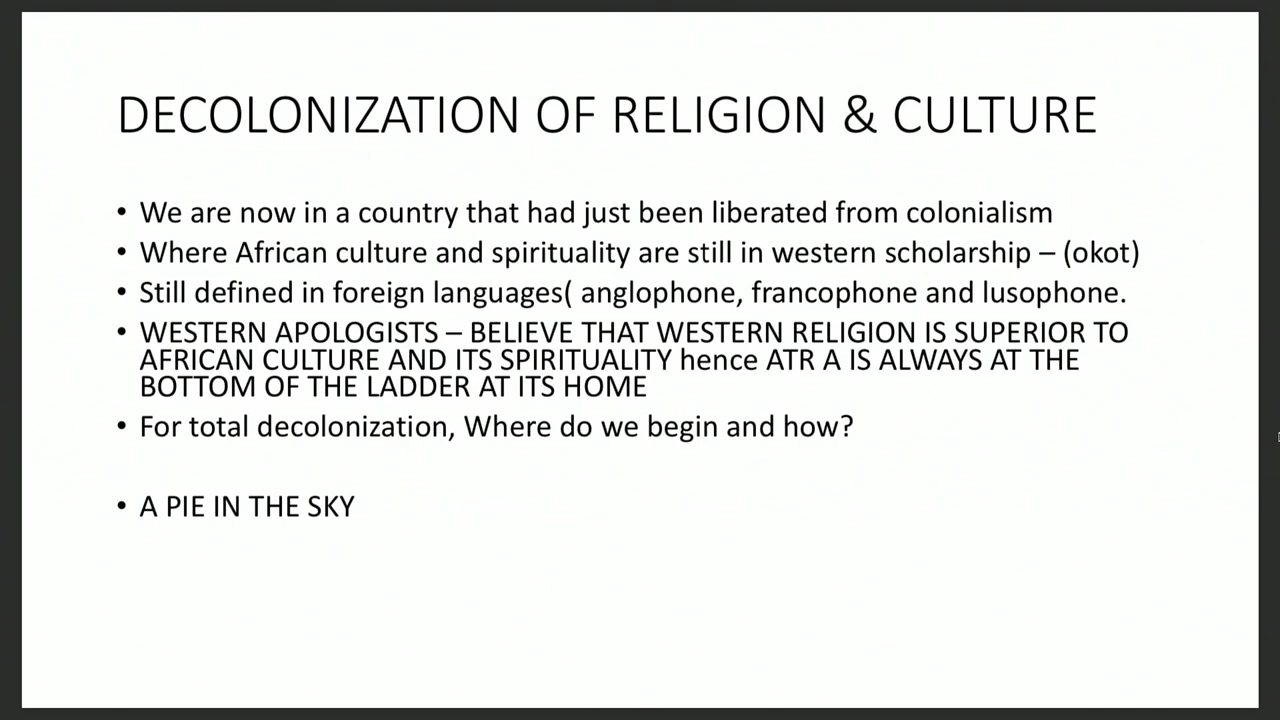 DECOLONIZATION OF RELIGION & CULTURE
• We are now in a country that had just been liberated from colonialism
• Where African culture and spirituality are still in western scholarship – (okot)
• Still defined in foreign languages( anglophone, francophone and lusophone.
• WESTERN APOLOGISTS – BELIEVE THAT WESTERN RELIGION IS SUPERIOR TO
AFRICAN CULTURE AND ITS SPIRITUALITY hence ATR A IS ALWAYS AT THE
BOTTOM OF THE LADDER AT ITS HOME
• For total decolonization, Where do we begin and how?
• A PIE IN THE SKY